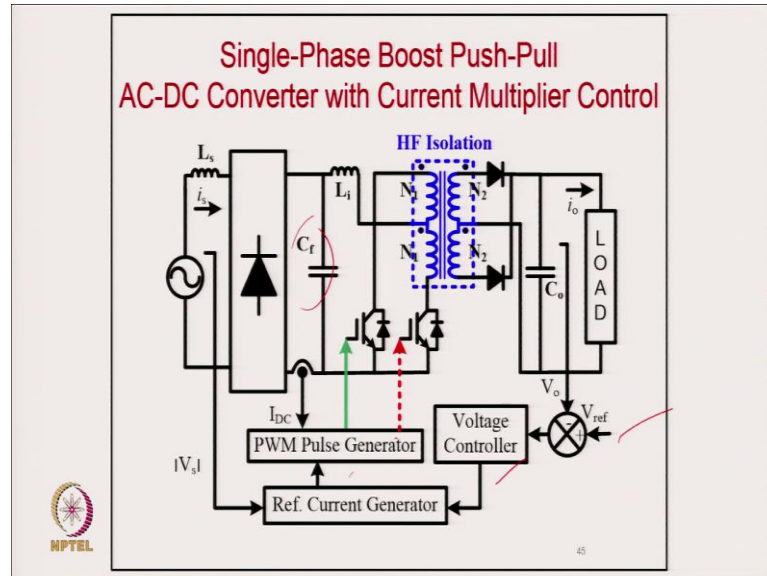 Single-Phase Boost Push-Pull
AC-DC Converter with Current Multiplier Control
HF Isolation
Ls
is
Li
N1
N2
N1
N2
Cf
Co
io
LOAD
Vo
Vref
-
+
IDC
|Vs|
PWM Pulse Generator
Voltage
Controller
Ref. Current Generator
NPTEL
45